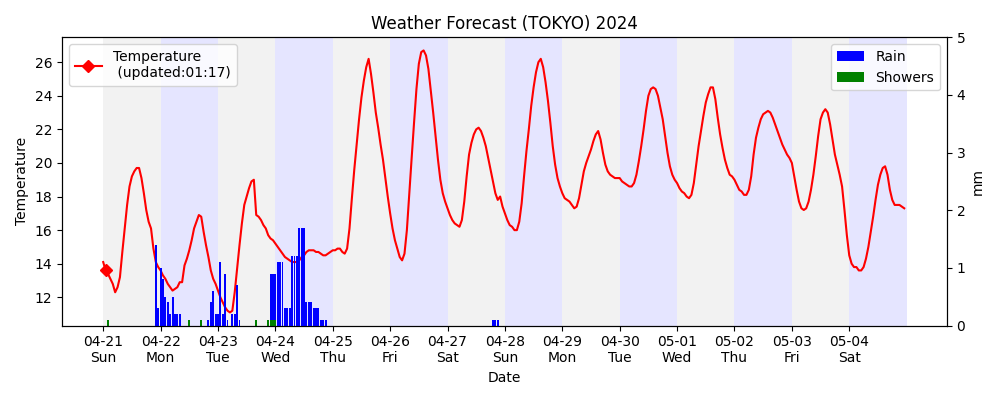 Weather Forecast (TOKYO) 2024
Temperature
(updated:01:17)
Rain
Showers
26
24
22
20
18
16
14
12
Temperature
5
4
3
2
1
0
mm
04-21 04-22 04-23 04-24 04-25 04-26 04-27 04-28 04-29 04-30 05-01 05-02 05-03 05-04
Sun Mon Tue Wed Thu Fri Sat Sun Mon Tue Wed Thu Fri Sat
Date